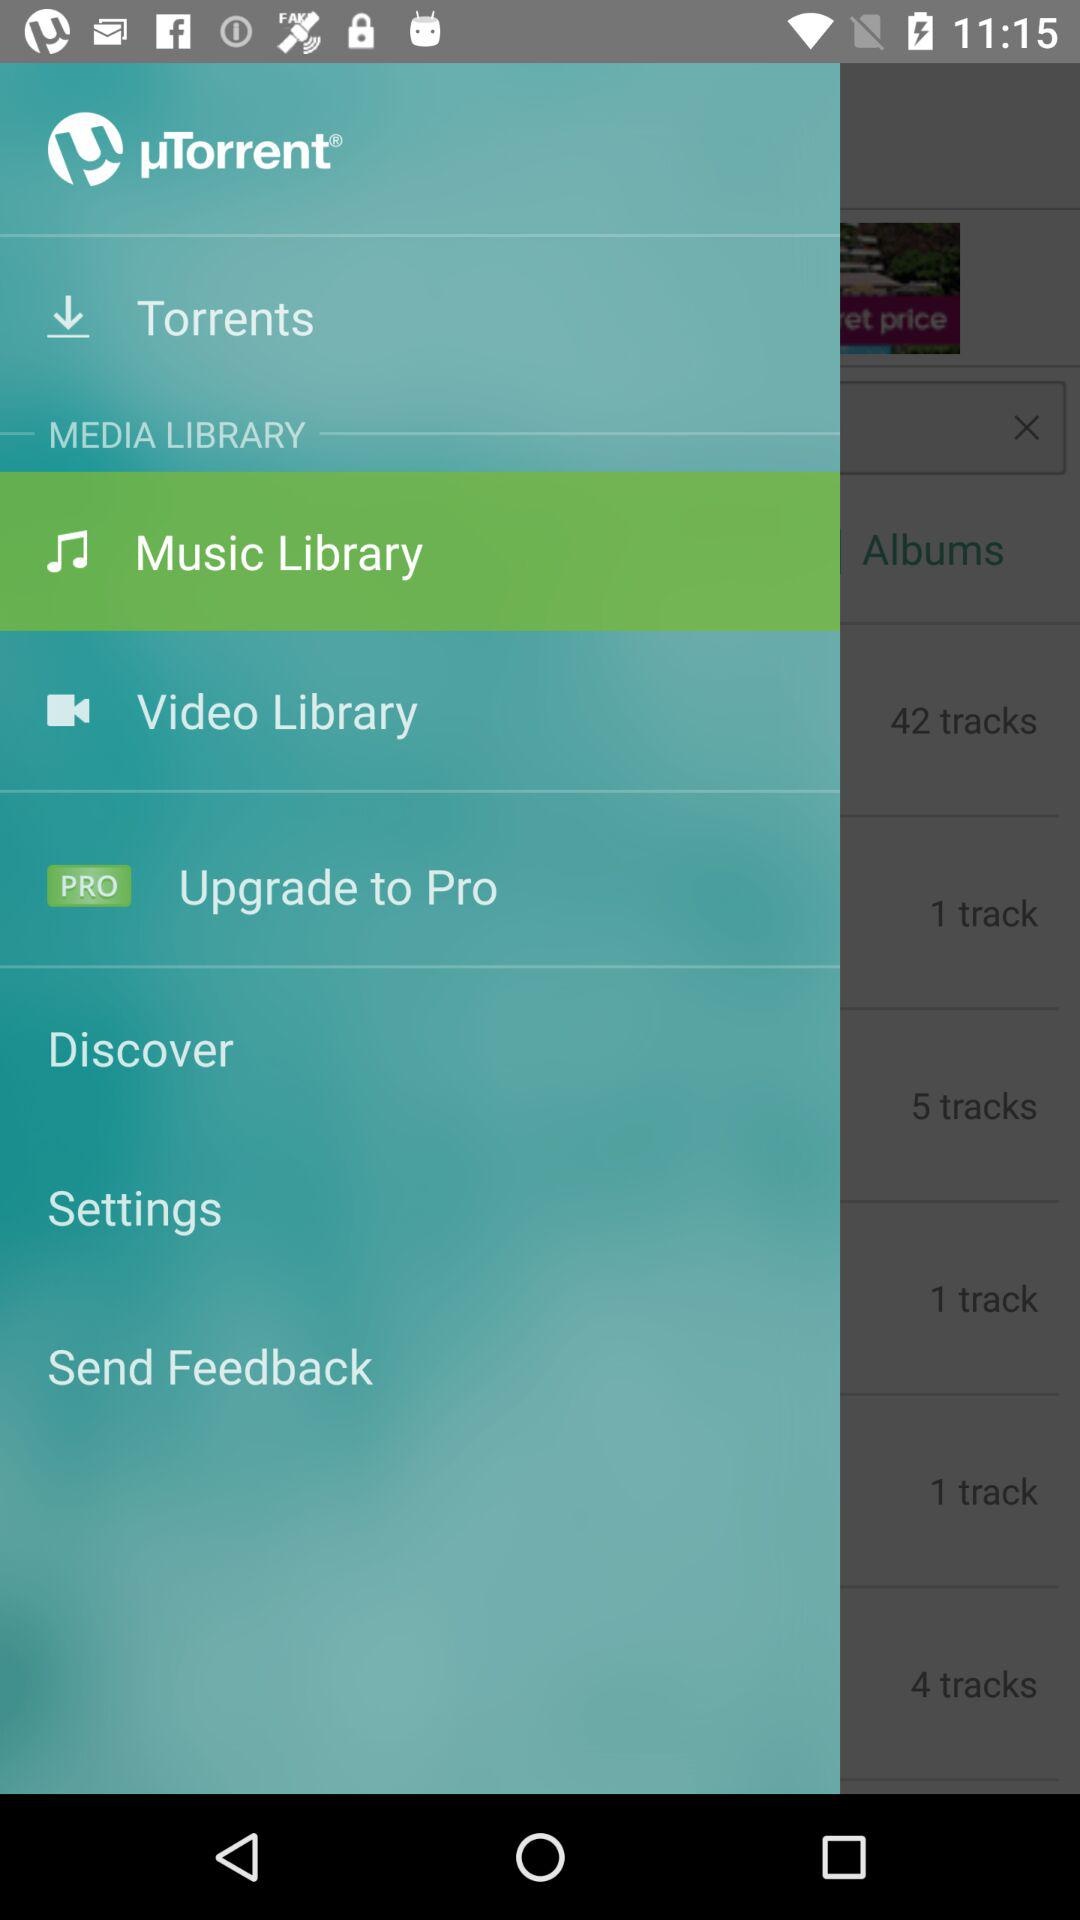 FAKE
11:15
µTorrent®
Torrents
ret price
MEDIA LIBRARY
Music Library
Albums
Video Library
42 tracks
PRO Upgrade to Pro
1 track
Discover
5 tracks
Settings
1 track
Send Feedback
1 track
4 tracks